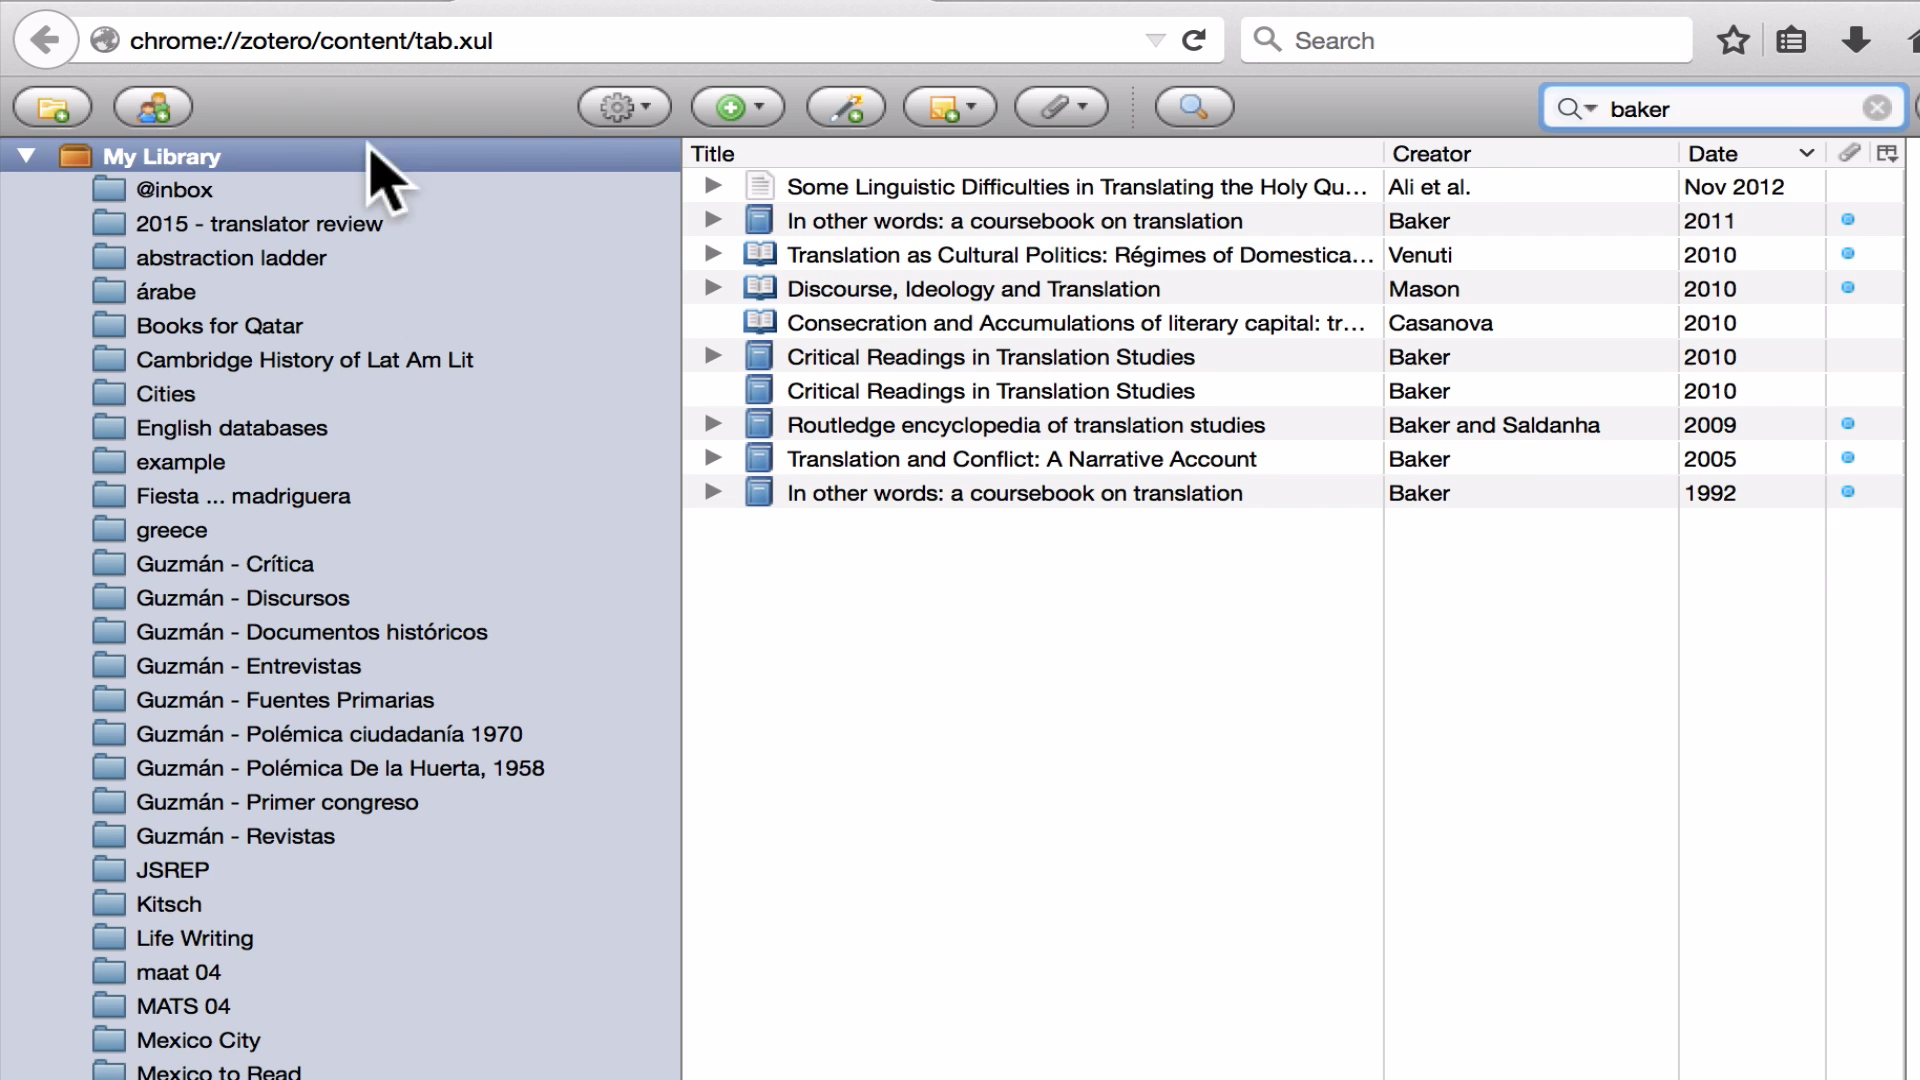 chrome://zotero/content/tab.xul
Search
baker
My Library
@inbox
2015 - translator review
abstraction ladder
árabe
Books for Qatar
Cambridge History of Lat Am Lit
Cities
English databases
example
Fiesta ... madriguera
greece
Guzmán - Crítica
Guzmán - Discursos
Guzmán - Documentos históricos
Guzmán - Entrevistas
Guzmán - Fuentes Primarias
Guzmán - Polémica ciudadanía 1970
Guzmán - Polémica De la Huerta, 1958
Guzmán - Primer congreso
Guzmán - Revistas
JSREP
Kitsch
Life Writing
maat 04
MATS 04
Mexico City
Mexico to Read
Title Creator Date
Some Linguistic Difficulties in Translating the Holy Qu... Ali et al. Nov 2012
In other words: a coursebook on translation Baker 2011
Translation as Cultural Politics: Régimes of Domestica... Venuti 2010
Discourse, Ideology and Translation Mason 2010
Consecration and Accumulations of literary capital: tr... Casanova 2010
Critical Readings in Translation Studies Baker 2010
Critical Readings in Translation Studies Baker 2010
Routledge encyclopedia of translation studies Baker and Saldanha 2009
Translation and Conflict: A Narrative Account Baker 2005
In other words: a coursebook on translation Baker 1992